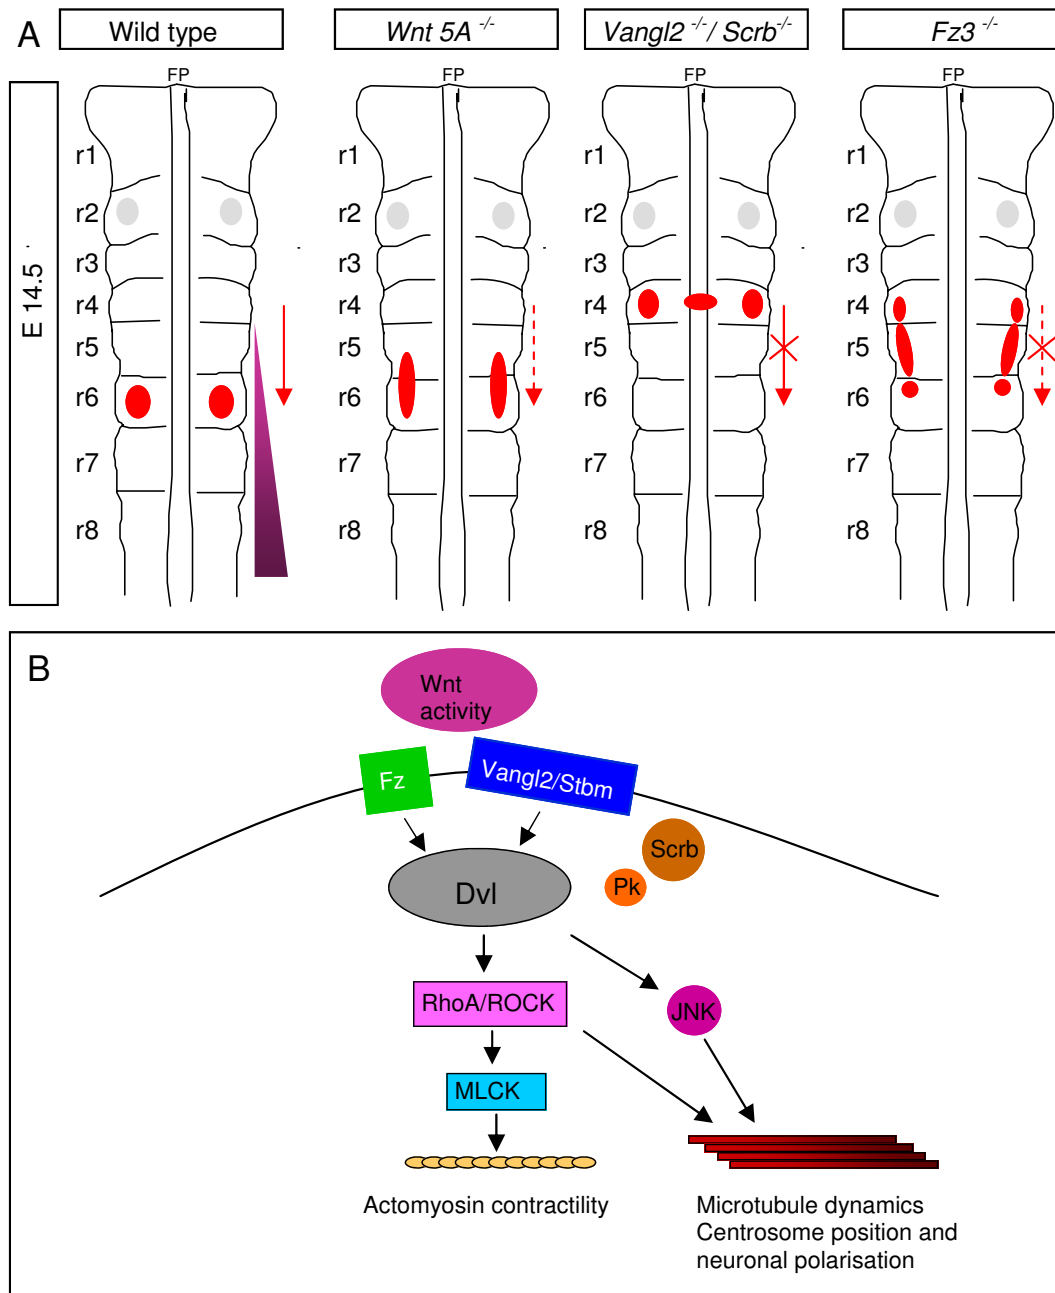 A
Wild type
Wnt 5A -/-
Vangl2 -/-/ Scrb-/-
Fz3 -/-
E 14.5
FP
r1
r2
r3
r4
r5
r6
r7
r8
FP
r1
r2
r3
r4
r5
r6
r7
r8
FP
r1
r2
r3
r4
r5
r6
r7
r8
FP
r1
r2
r3
r4
r5
r6
r7
r8
B
Wnt
activity
Fz
Vangl2/Stbm
Scrb
Pk
Dvl
RhoA/ROCK
JNK
MLCK
Actomyosin contractility
Microtubule dynamics
Centrosome position and
neuronal polarisation